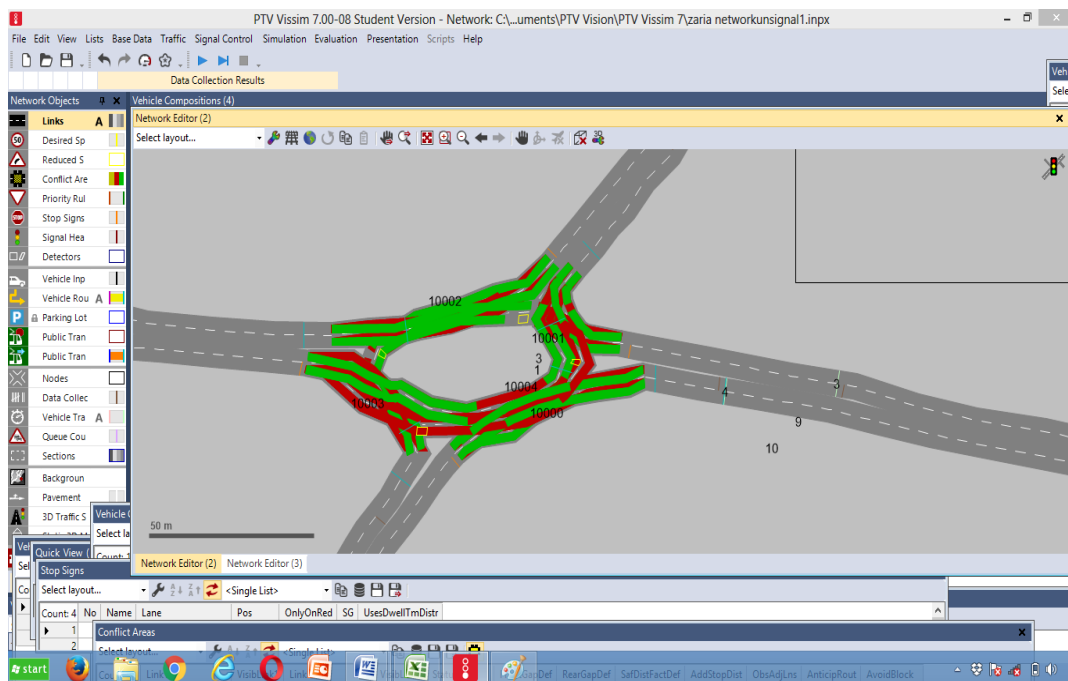 PTV Vissim 7.00-08 Student Version - Network: C:\...uments\PTV Vision\PTV Vissim 7\zaria networkunsignal1.inpx
File Edit View Lists Base Data Traffic Signal Control Simulation Evaluation Presentation Scripts Help
Data Collection Results
Network Objects
Vehicle Compositions (4)
Veh
Sele
Network Editor (2)
Select layout...
Links A
Desired Sp
Reduced S
Conflict Are
Priority Rul
Stop Signs
Signal Hea
Detectors
Vehicle Inp
Vehicle Rou A
Parking Lot
Public Tran
Public Tran
Nodes
Data Collec
Vehicle Tra A
Queue Cou
Sections
Backgroun
Pavement
3D Traffic S
10002
10001
3
1
10004
10003
10000
3
4
9
10
50 m
Vehicle C
Select la
Network Editor (2) Network Editor (3)
Quick View (
Stop Signs
Select layout... <Single List>
Count: 4 No Name Lane Pos OnlyOnRed SG UsesDwellTmDistr
1
2
Conflict Areas
start
RearGapDef SafDistFactDef AddStopDist ObsAdjLns AnticipRout AvoidBlock